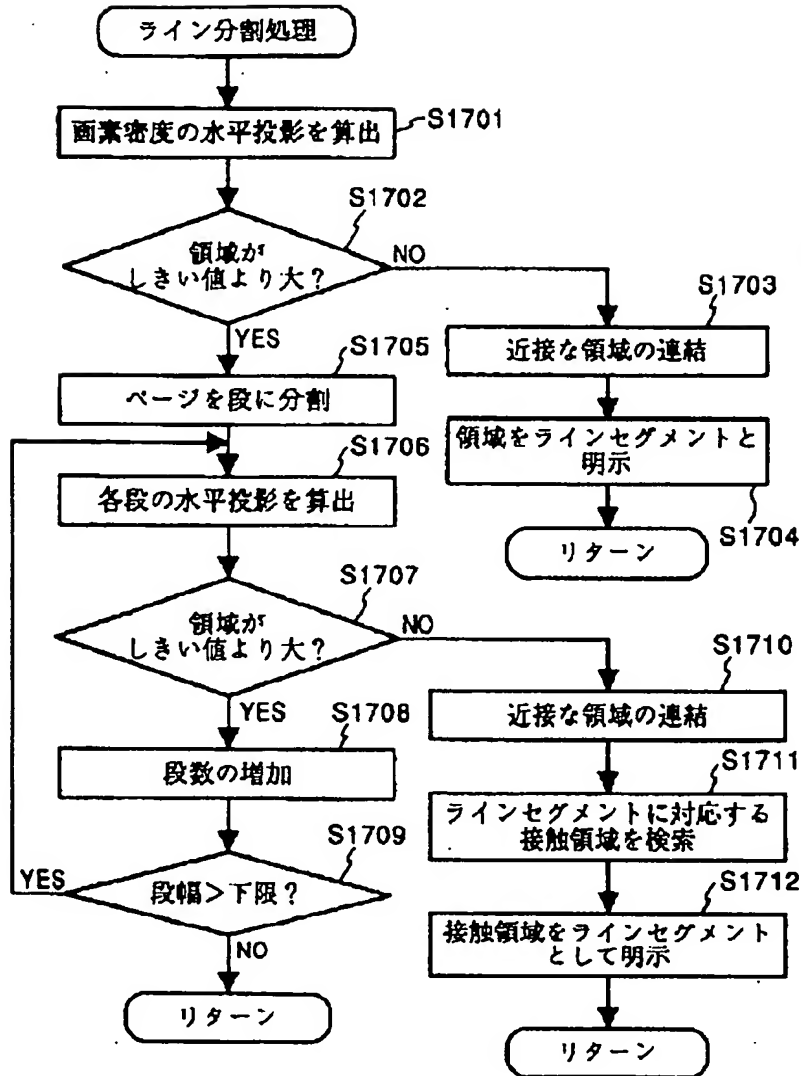 ライン分割処理
画素密度の水平投影を算出
S1701
S1702
領域が
しきい値より大?
NO
YES
S1703
近接な領域の連結
領域をラインセグメントと
明示
S1704
リターン
S1705
ページを段に分割
S1706
各段の水平投影を算出
S1707
領域が
しきい値より大?
NO
YES
S1708
段数の増加
S1709
段幅>下限?
YES
NO
リターン
S1710
近接な領域の連結
S1711
ラインセグメントに対応する
接触領域を検索
S1712
接触領域をラインセグメント
として明示
リターン